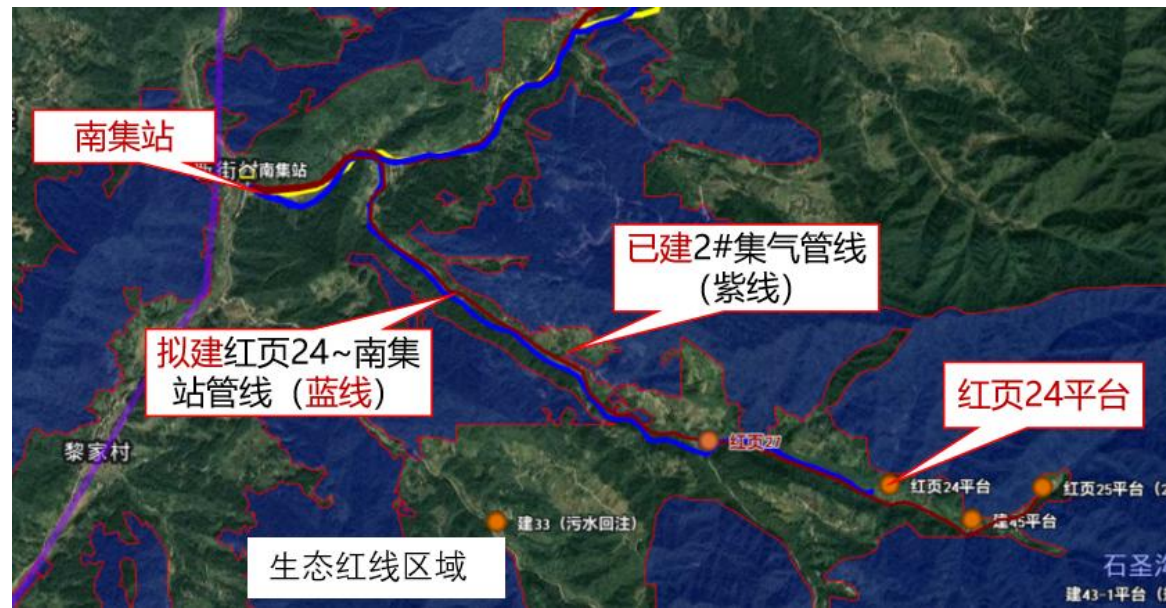 南集站
南集站
已建2#集气管线
（紫线）
拟建红页24~南集
站管线（蓝线）
红页24平台
黎家村
红页27
红页24平台
红页25平台（2
建45平台
建33（污水回注）
生态红线区域
石圣沟
建43-1平台（